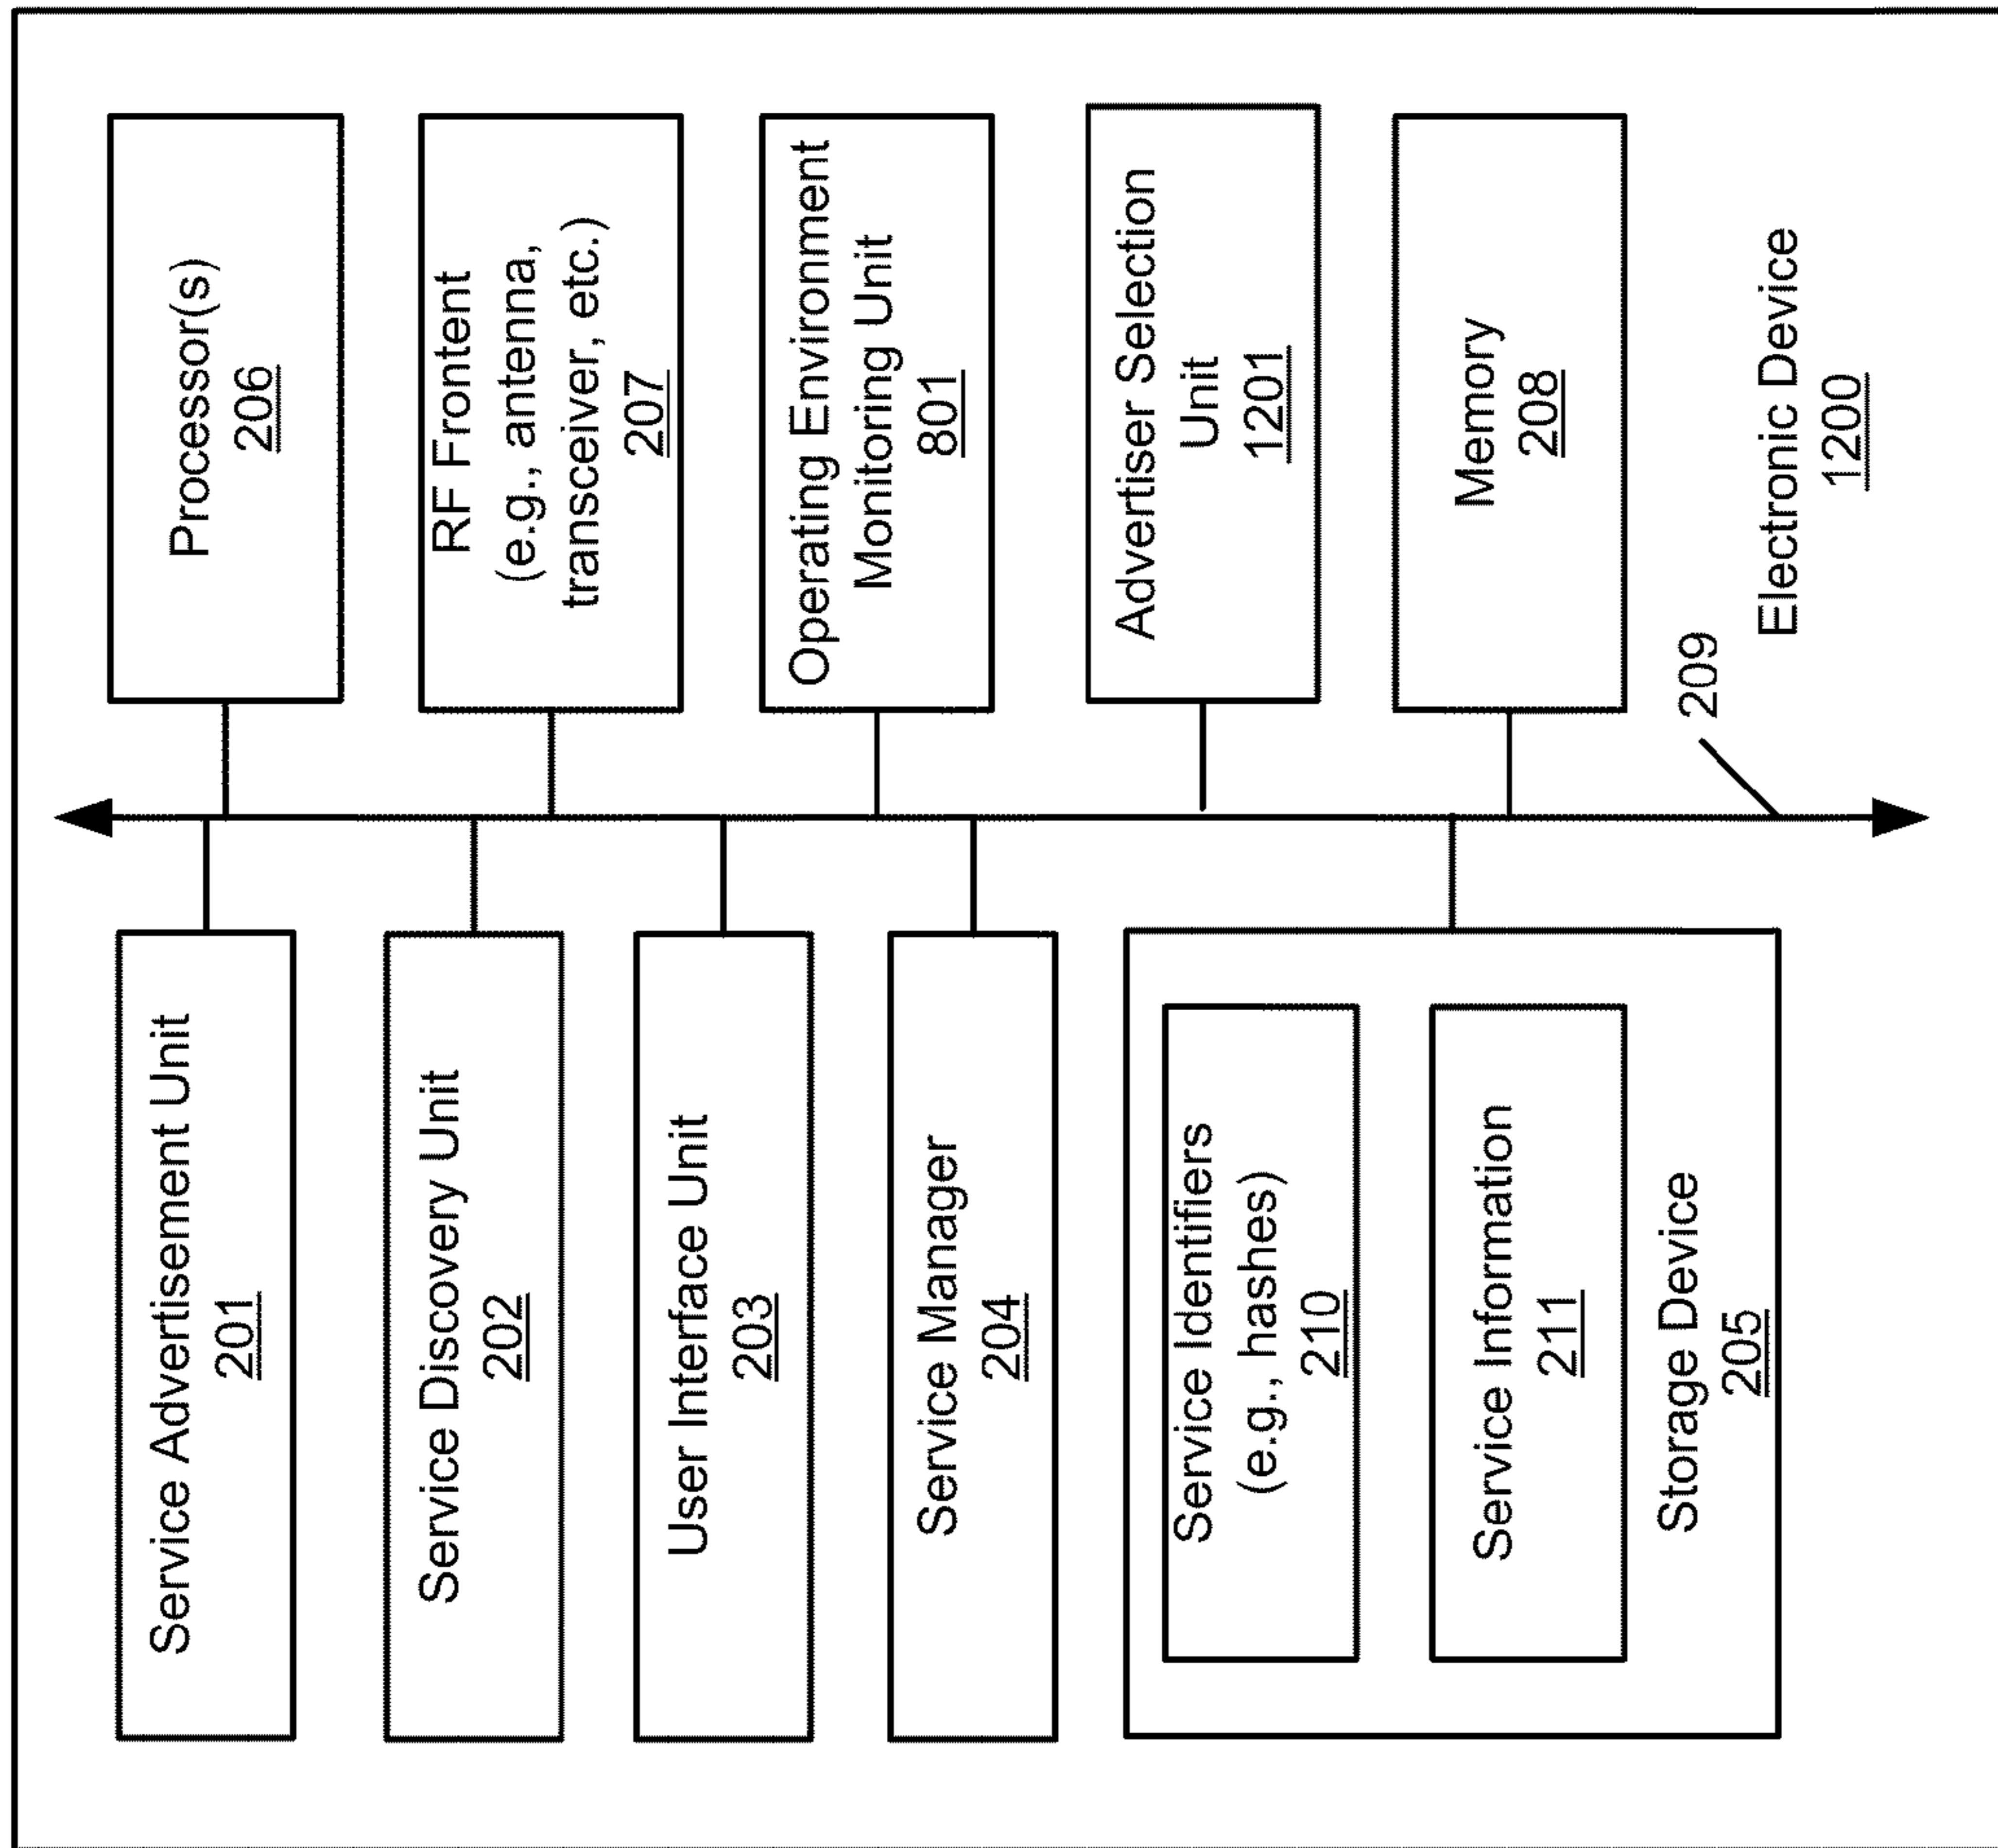 Service Advertisement Unit
201
Service Discovery Unit
202
User Interface Unit
203
Service Manager
204
Service Identifiers
(e.g., hashes)
210
Service Information
211
Storage Device
205
Processor(s)
206
RF Frontent
(e.g., antenna,
transceiver, etc.)
207
Operating Environment
Monitoring Unit
801
Advertiser Selection
Unit
1201
Memory
208
209
Electronic Device
1200